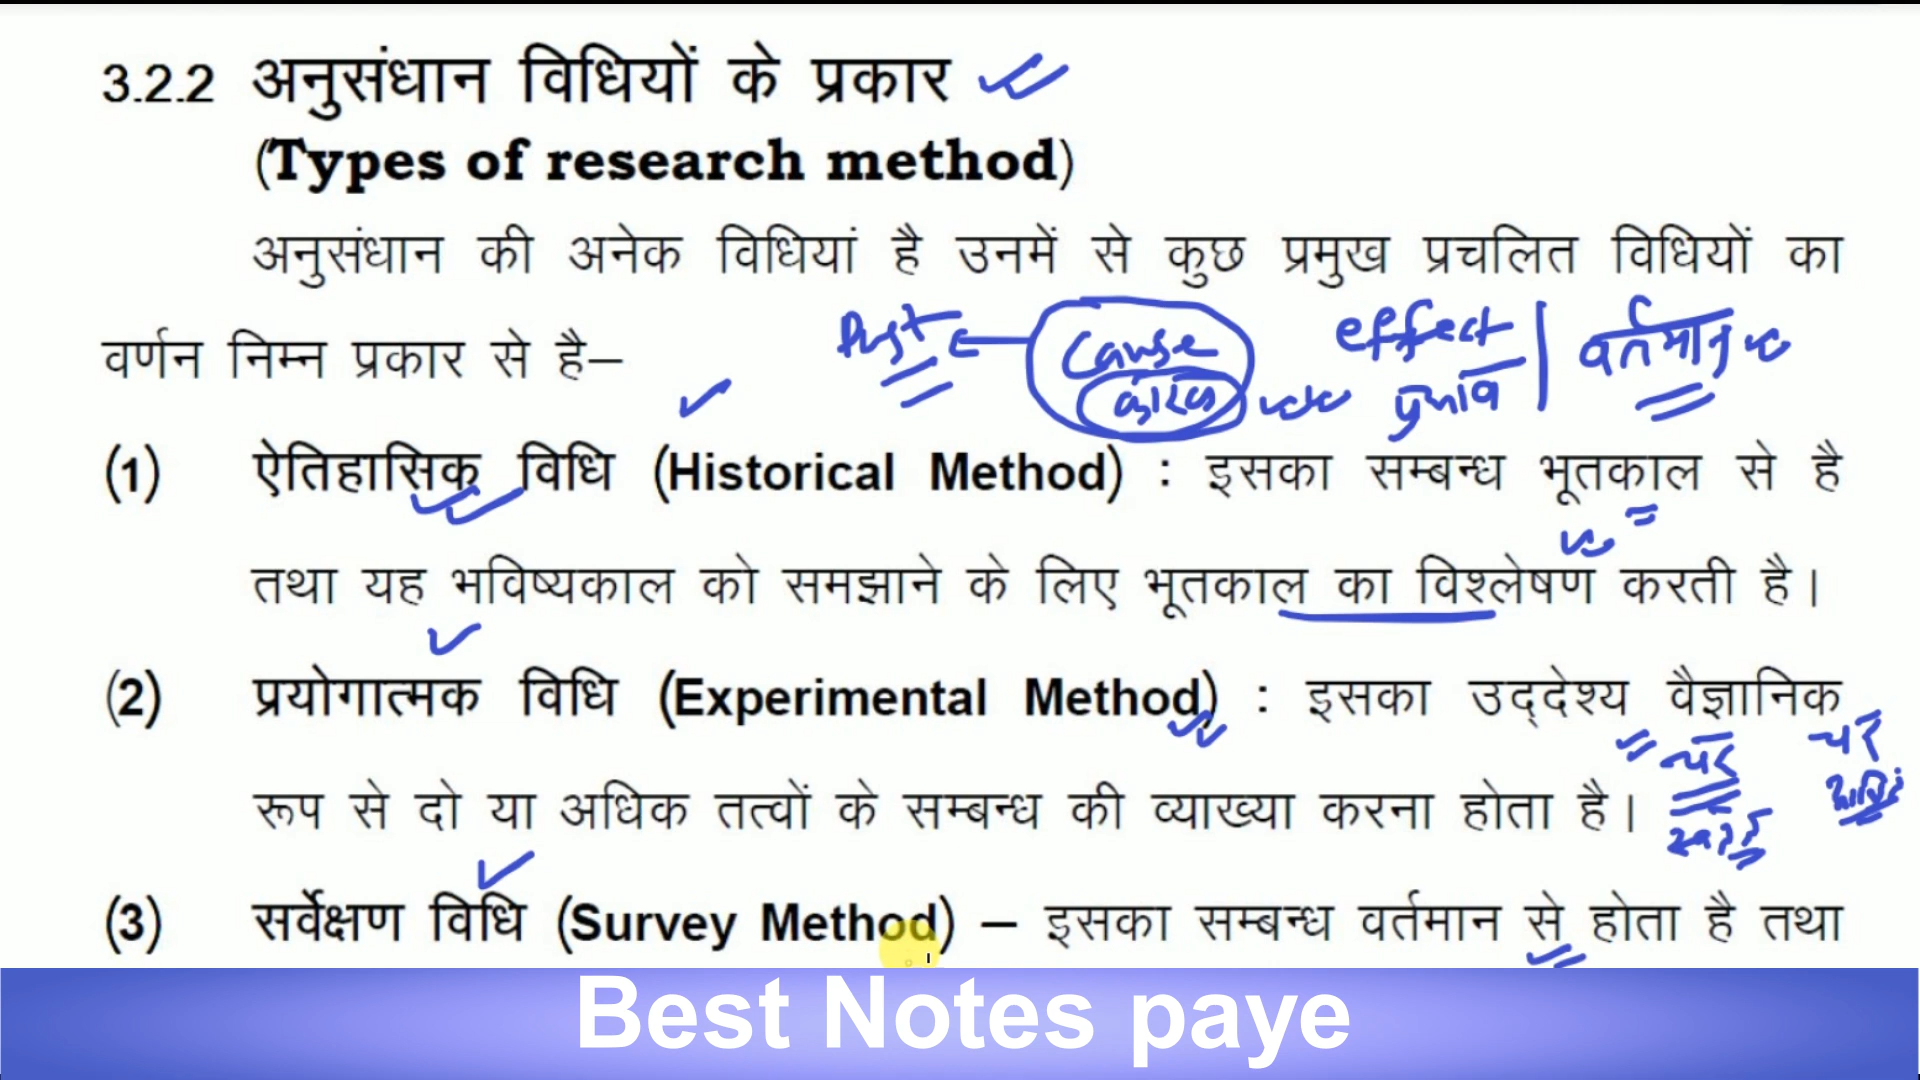 3.2.2 अनुसंधान विधियों के प्रकार
(Types of research method)
अनुसंधान की अनेक विधियां है उनमें से कुछ प्रमुख प्रचलित विधियों का
Past cause effect वर्तमान
वर्णन निम्न प्रकार से है–
कारक प्रभाव
(1) ऐतिहासिक विधि (Historical Method) : इसका सम्बन्ध भूतकाल से है
तथा यह भविष्यकाल को समझाने के लिए भूतकाल का विश्लेषण करती है।
(2) प्रयोगात्मक विधि (Experimental Method) : इसका उद्देश्य वैज्ञानिक
चर चर
रूप से दो या अधिक तत्वों के सम्बन्ध की व्याख्या करना होता है।
(3) सर्वेक्षण विधि (Survey Method) – इसका सम्बन्ध वर्तमान से होता है तथा
Best Notes paye